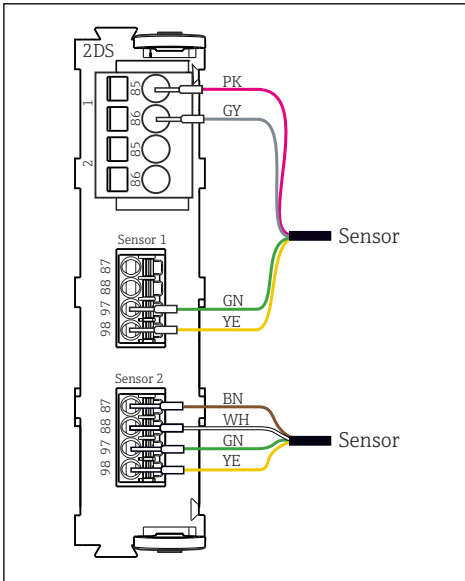 2DS
1
85
PK
86
GY
2
85
86
Sensor
Sensor 1
87
88
97
GN
98
YE
Sensor 2
87
BN
88
WH
97
GN
Sensor
98
YE